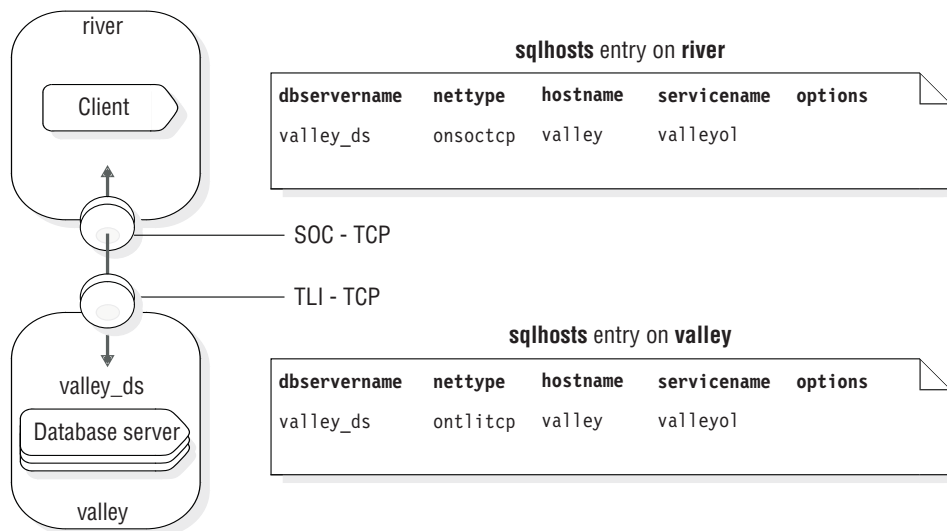 river
Client
sqlhosts entry on river
dbservername nettype hostname servicename options
valley_ds onsoctcp valley valleyol
SOC - TCP
TLI - TCP
sqlhosts entry on valley
dbservername nettype hostname servicename options
valley_ds ontlitcp valley valleyol
valley_ds
Database server
valley